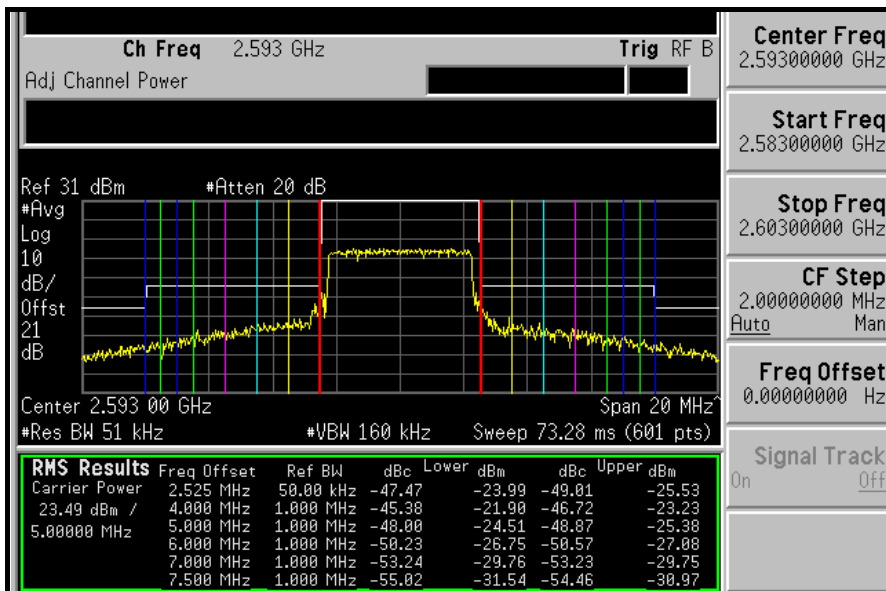 Ch Freq 2.593 GHz Trig RF B
Adj Channel Power
Ref 31 dBm #Atten 20 dB
#Avg
Log
10
dB/
Offst
21
dB
Center 2.593 00 GHz Span 20 MHz^
#Res BW 51 kHz #VBW 160 kHz Sweep 73.28 ms (601 pts)
RMS Results Freq Offset Ref BW dBc Lower dBm dBc Upper dBm
Carrier Power 2.525 MHz 50.00 kHz -47.47 -23.99 -49.01 -25.53
23.49 dBm / 4.000 MHz 1.000 MHz -45.38 -21.90 -46.72 -23.23
5.00000 MHz 5.000 MHz 1.000 MHz -48.00 -24.51 -48.87 -25.38
6.000 MHz 1.000 MHz -50.23 -26.75 -50.57 -27.08
7.000 MHz 1.000 MHz -53.24 -29.76 -53.23 -29.75
7.500 MHz 1.000 MHz -55.02 -31.54 -54.46 -30.97
Center Freq
2.59300000 GHz
Start Freq
2.58300000 GHz
Stop Freq
2.60300000 GHz
CF Step
2.00000000 MHz
Auto Man
Freq Offset
0.00000000 Hz
Signal Track
On Off